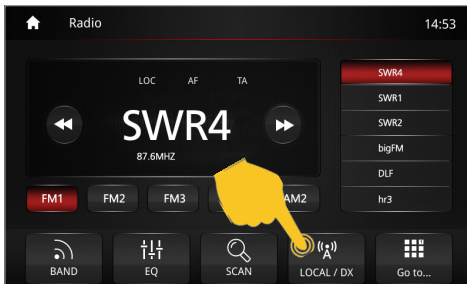 Radio 14:53
LOC AF TA
SWR4
87.6MHZ
FM1 FM2 FM3 AM2
SWR4
SWR1
SWR2
bigFM
DLF
hr3
BAND EQ SCAN LOCAL / DX Go to...